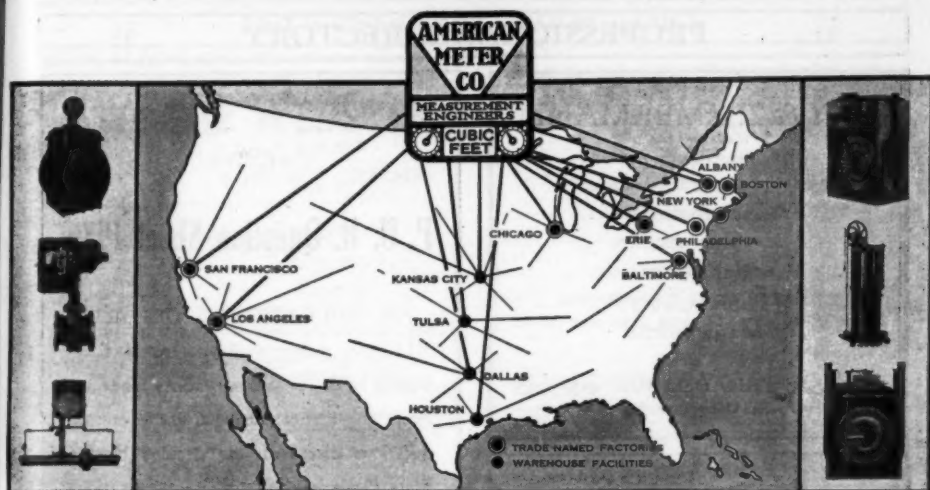 AMERICAN
METER
CO
MEASUREMENT
ENGINEERS
CUBIC
FEET
ALBANY
BOSTON
NEW YORK
CHICAGO
ERIE
PHILADELPHIA
SAN FRANCISCO
KANSAS CITY
BALTIMORE
LOS ANGELES
TULSA
DALLAS
HOUSTON
TRADE-NAMED FACTORIES
WAREHOUSE FACILITIES